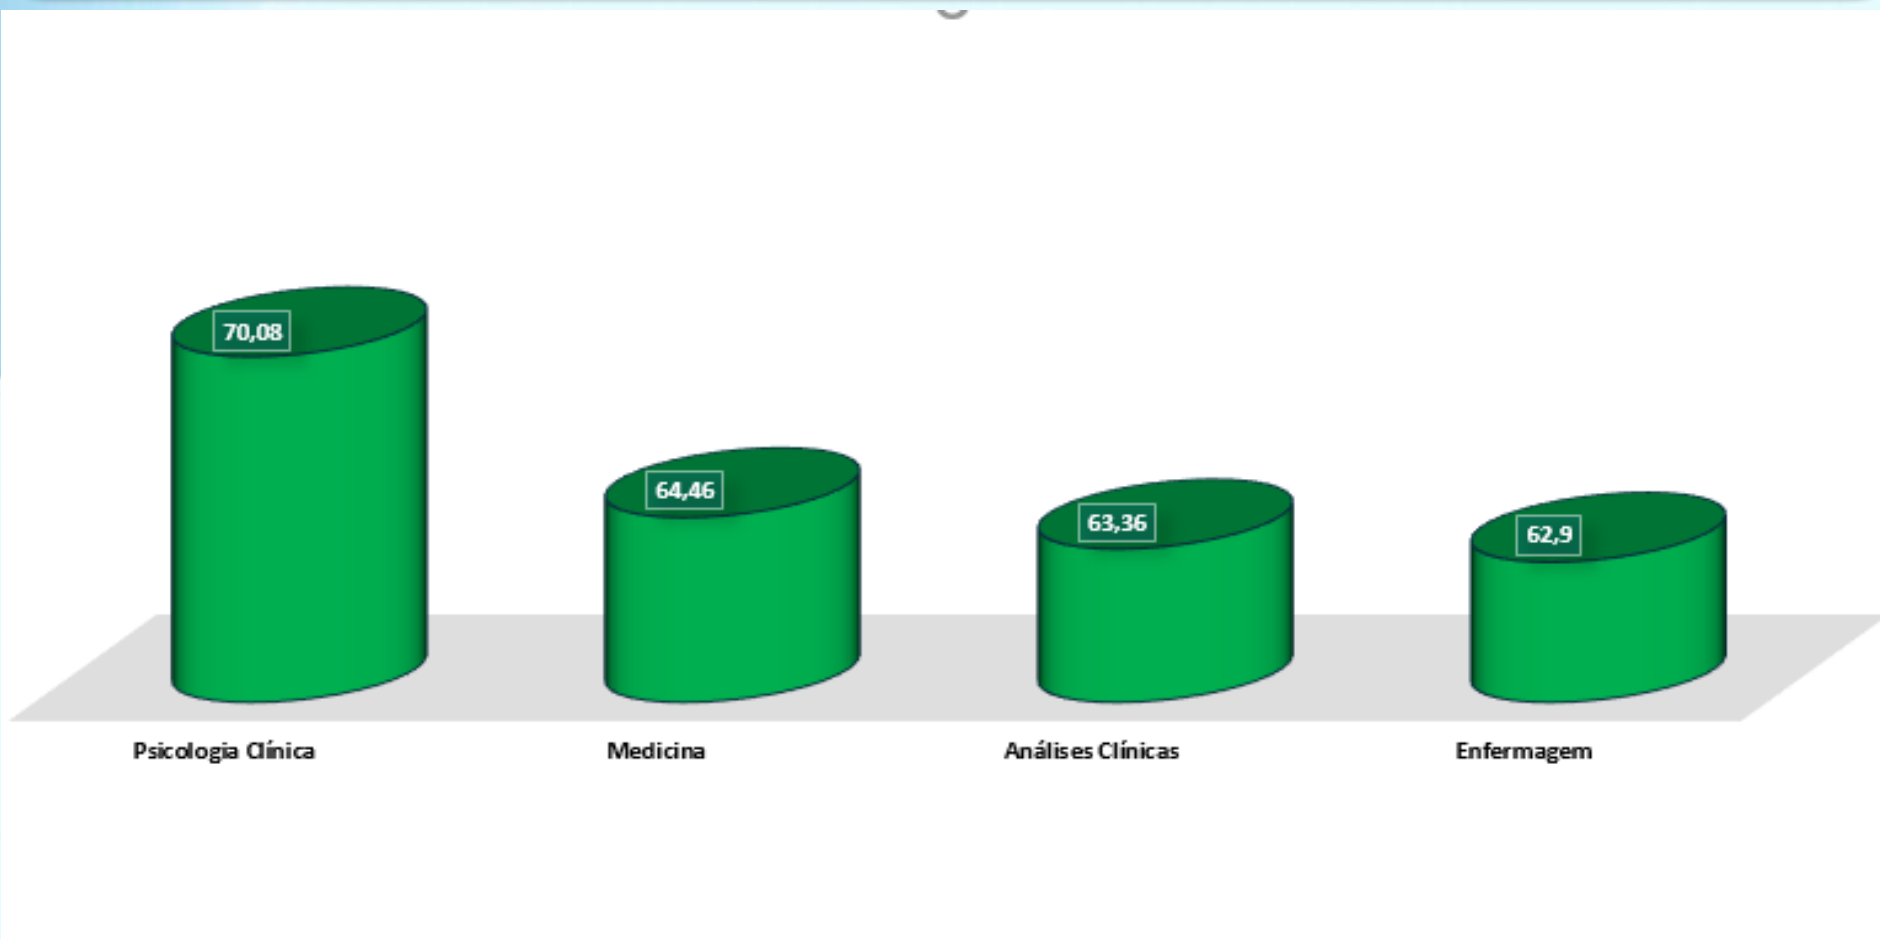 70,08
64,46
63,36
62,9
Psicologia Clínica
Medicina
Análises Clínicas
Enfermagem